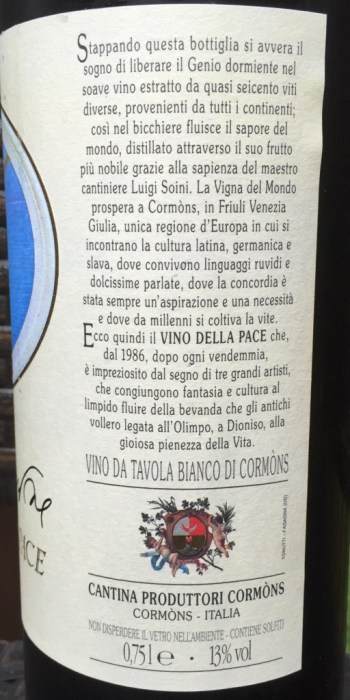 Stappando questa bottiglia si avvera il
sogno di liberare il Genio dormiente nel
soave vino estratto da quasi seicento viti
diverse, provenienti da tutti i continenti;
così nel bicchiere fluisce il sapore del
mondo, distillato attraverso il suo frutto
più nobile grazie alla sapienza del maestro
cantiniere Luigi Soini. La Vigna del Mondo
prospera a Cormòns, in Friuli Venezia
Giulia, unica regione d'Europa in cui si
incontrano la cultura latina, germanica e
slava, dove convivono linguaggi ruvidi e
dolcissime parlate, dove la concordia è
stata sempre un'aspirazione e una necessità
e dove da millenni si coltiva la vite.
Ecco quindi il VINO DELLA PACE che,
dal 1986, dopo ogni vendemmia,
è impreziosito dal segno di tre grandi artisti,
che congiungono fantasia e cultura al
limpido fluire della bevanda che gli antichi
vollero legata all'Olimpo, a Dioniso, alla
gioiosa pienezza della Vita.
VINO DA TAVOLA BIANCO DI CORMÒNS
CANTINA PRODUTTORI CORMÒNS
CORMÒNS - ITALIA
NON DISPERDERE IL VETRO NELL'AMBIENTE - CONTIENE SOLFITI
0,75 l e · 13% vol